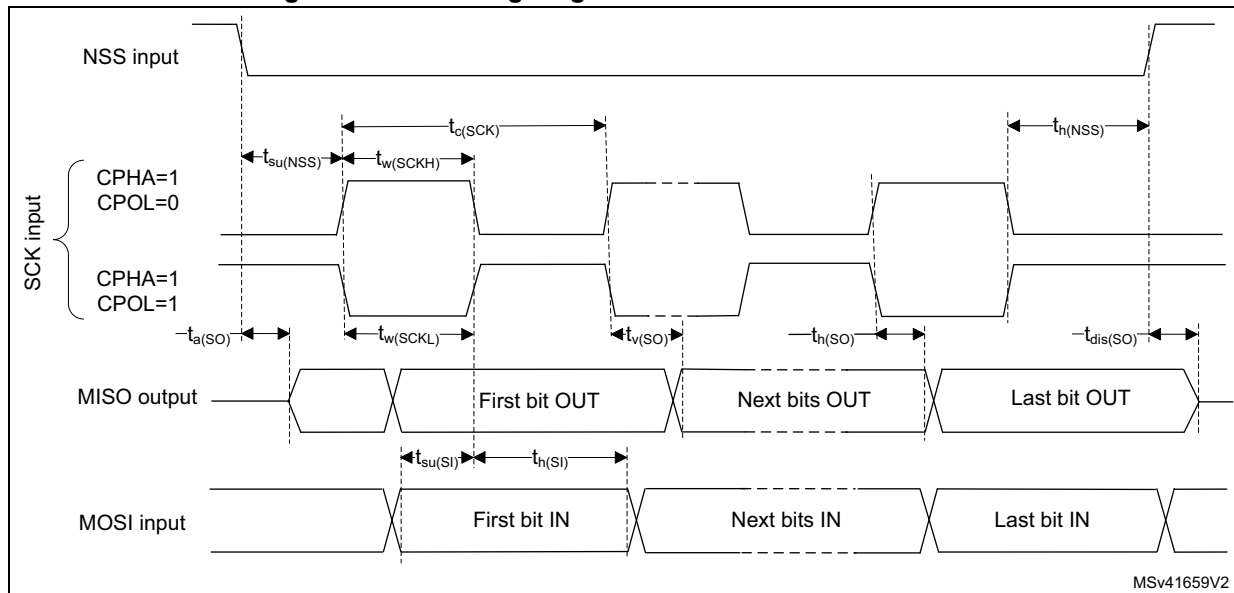 NSS input
tc(SCK)
th(NSS)
tsu(NSS)
tw(SCKH)
SCK input
CPHA=1
CPOL=0
CPHA=1
CPOL=1
ta(SO)
tw(SCKL)
tv(SO)
th(SO)
tdis(SO)
MISO output
First bit OUT
Next bits OUT
Last bit OUT
tsu(SI)
th(SI)
MOSI input
First bit IN
Next bits IN
Last bit IN
MSv41659V2